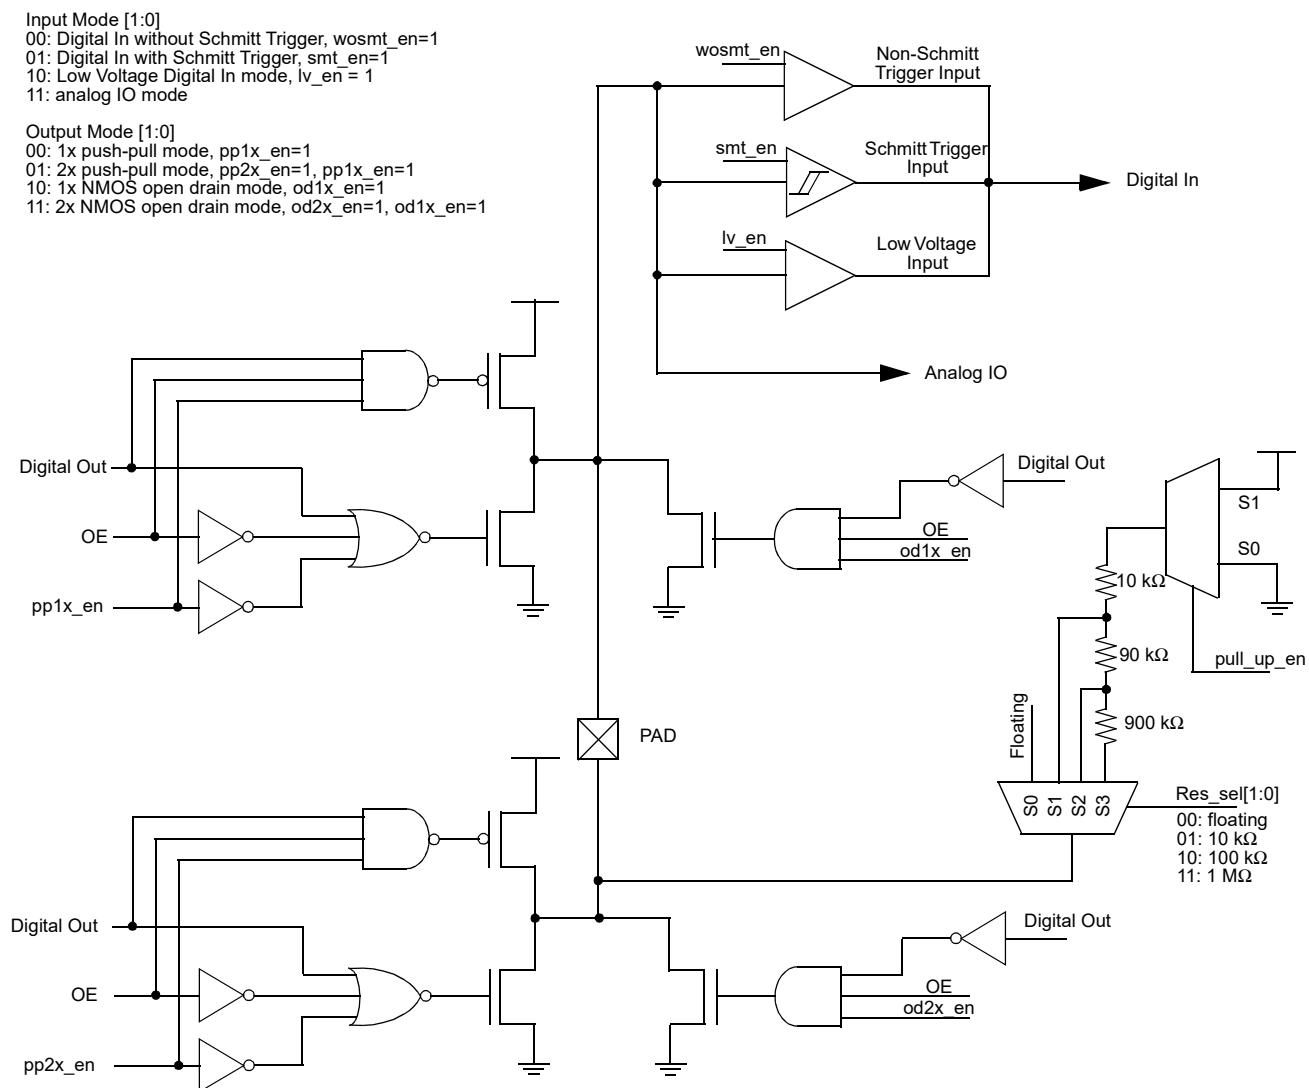 Input Mode [1:0]
00: Digital In without Schmitt Trigger, wosmt_en=1
01: Digital In with Schmitt Trigger, smt_en=1
10: Low Voltage Digital In mode, lv_en = 1
11: analog IO mode
Output Mode [1:0]
00: 1x push-pull mode, pp1x_en=1
01: 2x push-pull mode, pp2x_en=1, pp1x_en=1
10: 1x NMOS open drain mode, od1x_en=1
11: 2x NMOS open drain mode, od2x_en=1, od1x_en=1
wosmt_en
Non-Schmitt
Trigger Input
smt_en
Schmitt Trigger
Input
Digital In
lv_en
Low Voltage
Input
Analog IO
Digital Out
OE
pp1x_en
Digital Out
OE
od1x_en
S1
S0
10 kΩ
90 kΩ
pull_up_en
900 kΩ
Floating
PAD
S0
S1
S2
S3
Res_sel[1:0]
00: floating
01: 10 kΩ
10: 100 kΩ
11: 1 MΩ
Digital Out
OE
pp2x_en
Digital Out
OE
od2x_en